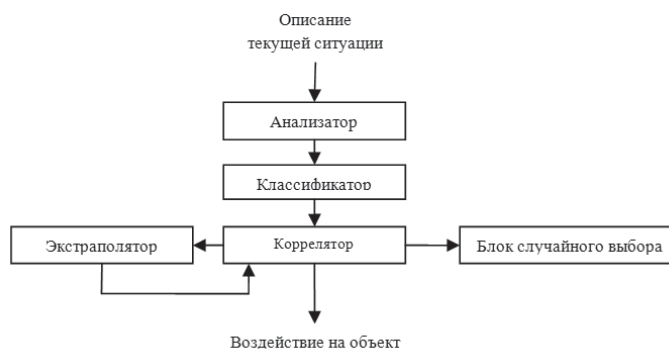 Описание
текущей ситуации
Анализатор
Классификатор
Экстраполятор
Коррелятор
Блок случайного выбора
Воздействие на объект